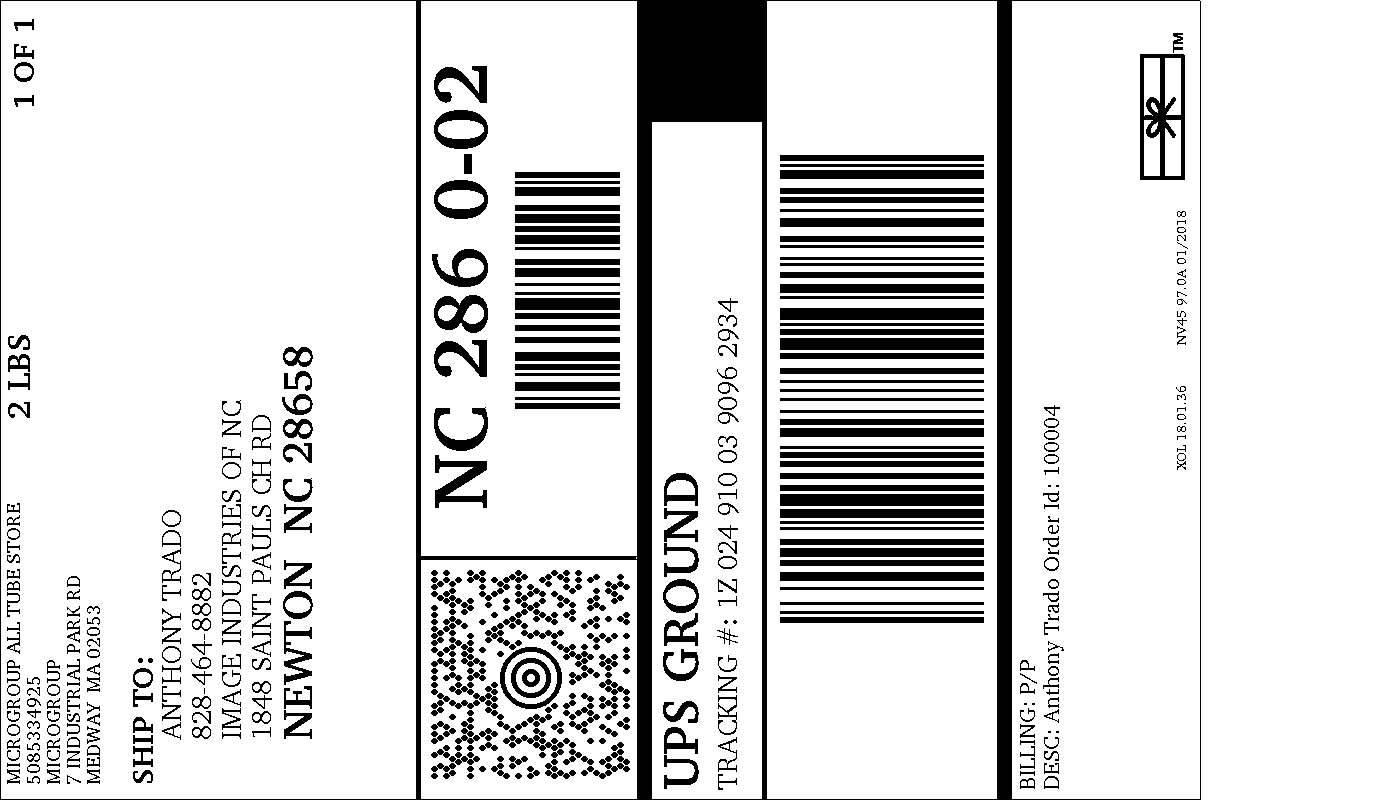 MICROGROUP ALL TUBE STORE
5085334925
MICROGROUP
7 INDUSTRIAL PARK RD
MEDWAY  MA 02053
2 LBS
1 OF 1
SHIP TO:
ANTHONY TRADO
828-464-8882
IMAGE INDUSTRIES OF NC
1848 SAINT PAULS CH RD
NEWTON  NC 28658
NC 286 0-02
UPS GROUND
TRACKING #: 1Z 024 910 03 9096 2934
BILLING: P/P
DESC: Anthony Trado Order Id: 100004
XOL 18.01.36 NV45 97.0A 01/2018
TM